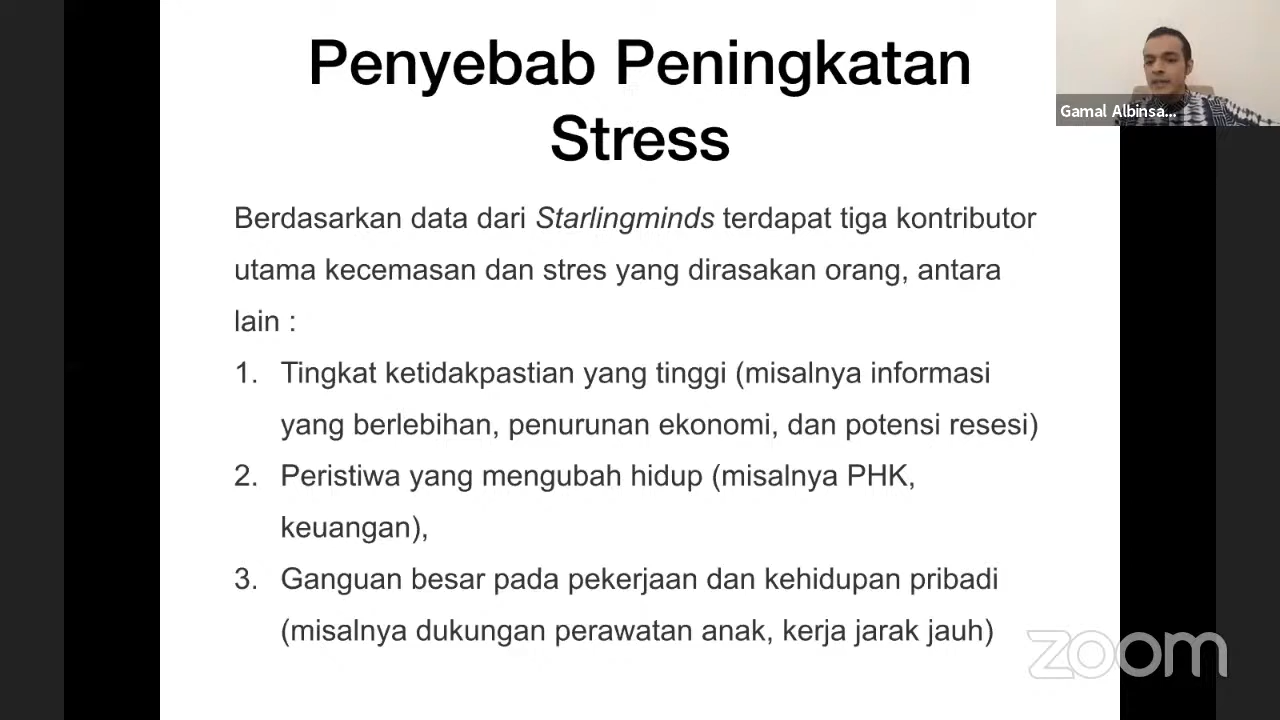 Penyebab Peningkatan
Stress
Gamal Albinsa...
Berdasarkan data dari Starlingminds terdapat tiga kontributor
utama kecemasan dan stres yang dirasakan orang, antara
lain :
1. Tingkat ketidakpastian yang tinggi (misalnya informasi
yang berlebihan, penurunan ekonomi, dan potensi resesi)
2. Peristiwa yang mengubah hidup (misalnya PHK,
keuangan),
3. Ganguan besar pada pekerjaan dan kehidupan pribadi
(misalnya dukungan perawatan anak, kerja jarak jauh)
zoom